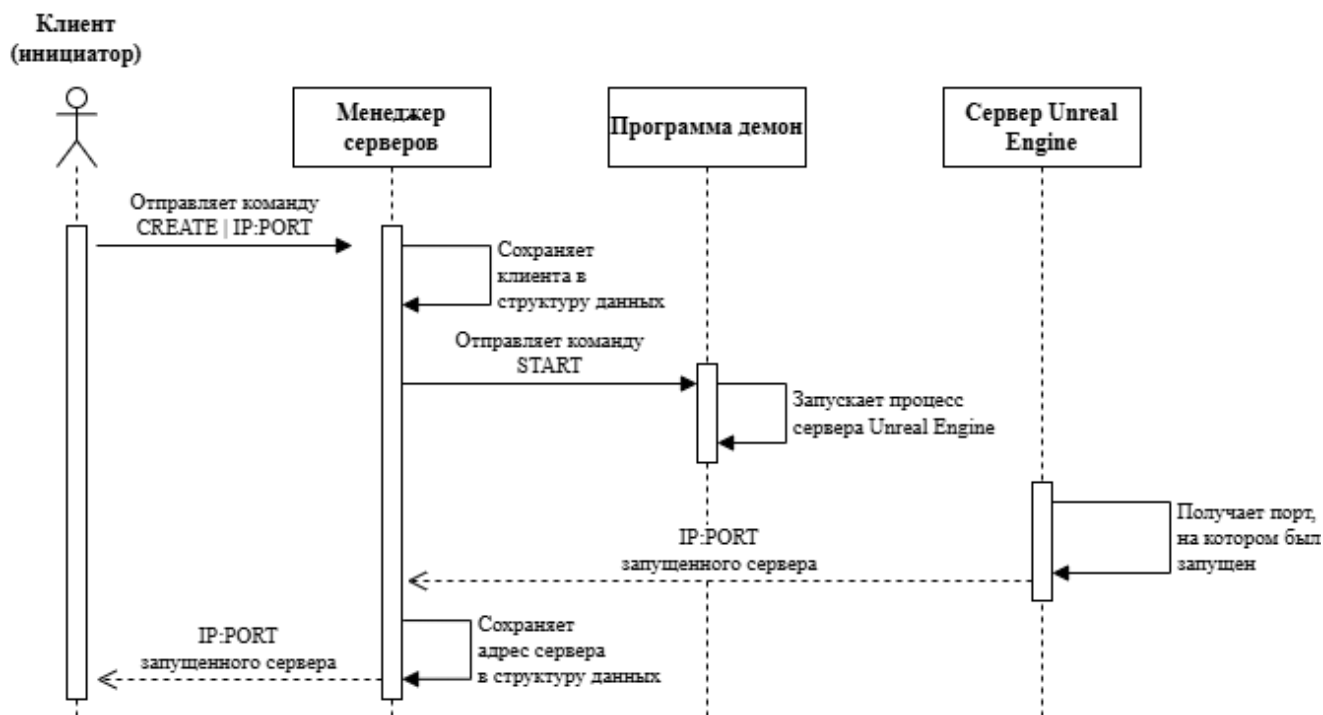 Клиент
(инициатор)
Менеджер
серверов
Программа демон
Сервер Unreal
Engine
Отправляет команду
CREATE | IP:PORT
Сохраняет
клиента в
структуру данных
Отправляет команду
START
Запускает процесс
сервера Unreal Engine
Получает порт,
на котором был
запущен
IP:PORT
запущенного сервера
Сохраняет
адрес сервера
в структуру данных
IP:PORT
запущенного сервера